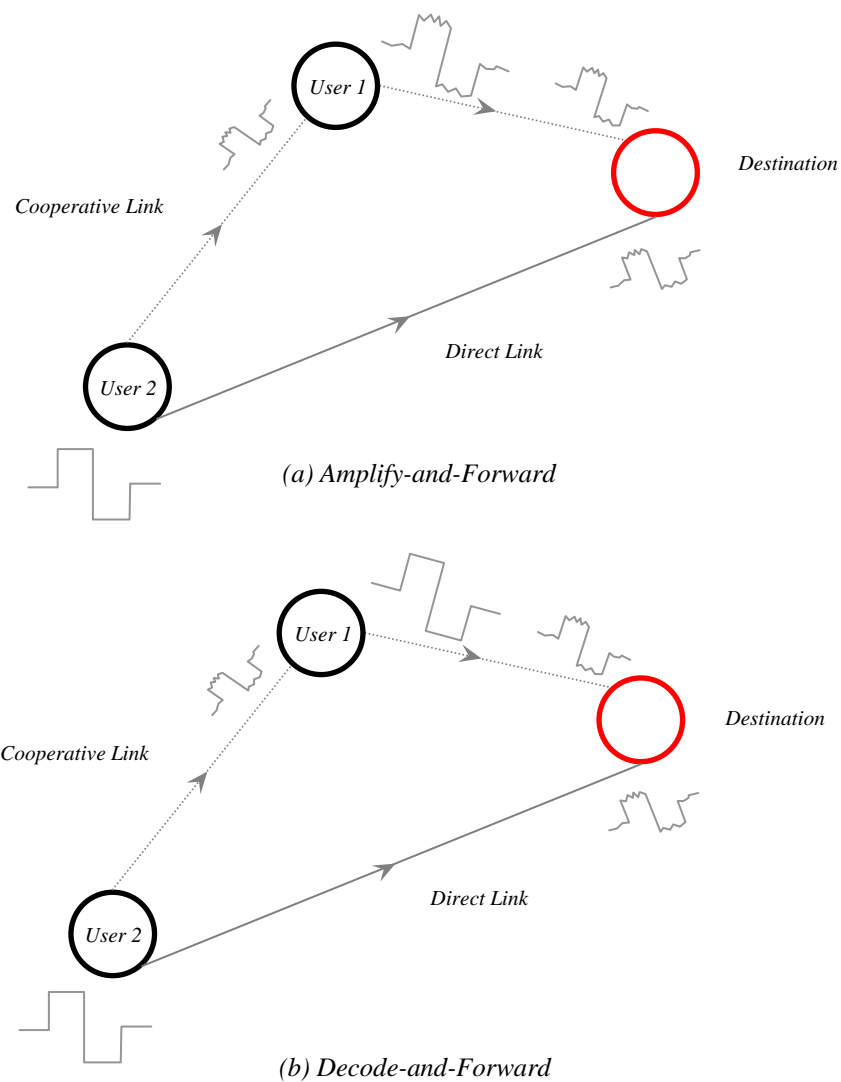 User 1
Destination
Cooperative Link
Direct Link
User 2
(a) Amplify-and-Forward
User 1
Destination
Cooperative Link
Direct Link
User 2
(b) Decode-and-Forward